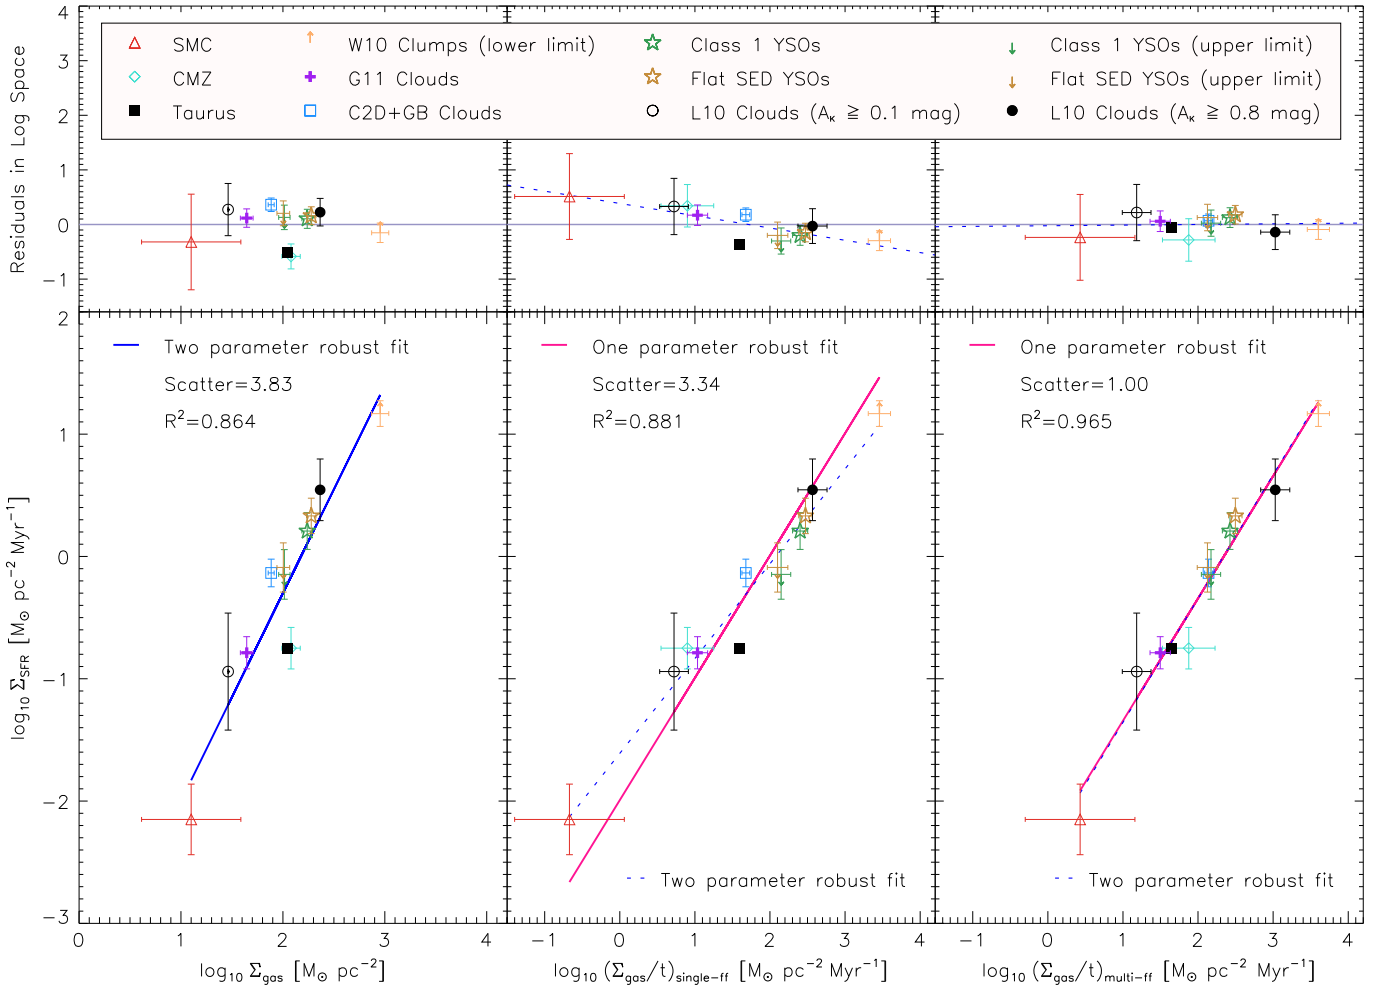 Residuals in Log Space
4
3
2
1
0
−1
SMC
W10 Clumps (lower limit)
Class 1 YSOs
Class 1 YSOs (upper limit)
CMZ
G11 Clouds
Flat SED YSOs
Flat SED YSOs (upper limit)
Taurus
C2D+GB Clouds
L10 Clouds (A_K ≧ 0.1 mag)
L10 Clouds (A_K ≧ 0.8 mag)
log₁₀ Σ_SFR [M_⊙ pc⁻² Myr⁻¹]
2
1
0
−1
−2
−3
Two parameter robust fit
Scatter=3.83
R²=0.864
0 1 2 3 4
log₁₀ Σ_gas [M_⊙ pc⁻²]
One parameter robust fit
Scatter=3.34
R²=0.881
Two parameter robust fit
−1 0 1 2 3 4
log₁₀ (Σ_gas/t)_single−ff [M_⊙ pc⁻² Myr⁻¹]
One parameter robust fit
Scatter=1.00
R²=0.965
Two parameter robust fit
−1 0 1 2 3 4
log₁₀ (Σ_gas/t)_multi−ff [M_⊙ pc⁻² Myr⁻¹]